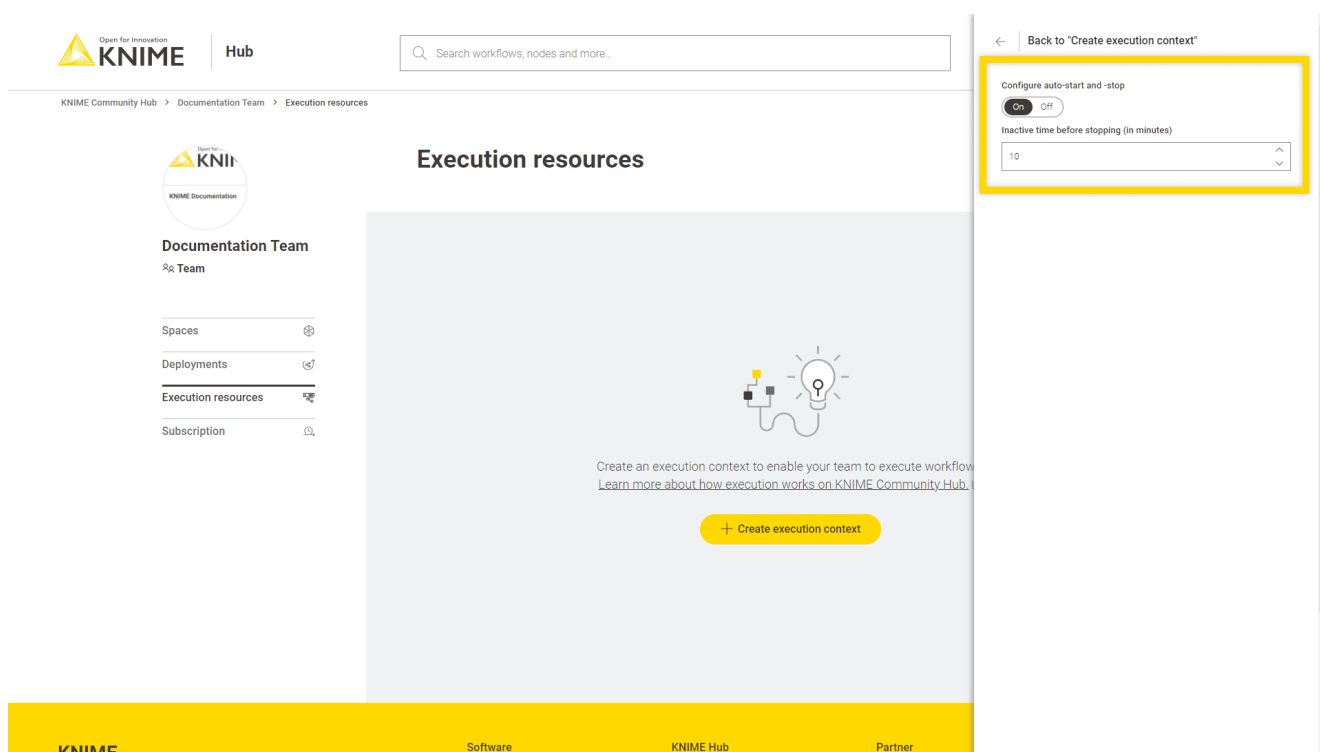 Open for Innovation
KNIME
Hub
Search workflows, nodes and more...
Back to "Create execution context"
Configure auto-start and -stop
On Off
Inactive time before stopping (in minutes)
10
KNIME Community Hub > Documentation Team > Execution resources
Open for
KNIME Documentation
Execution resources
Documentation Team
Team
Spaces
Deployments
Execution resources
Subscription
Create an execution context to enable your team to execute workflow
Learn more about how execution works on KNIME Community Hub.
+ Create execution context
KNIME
Software
KNIME Hub
Partner